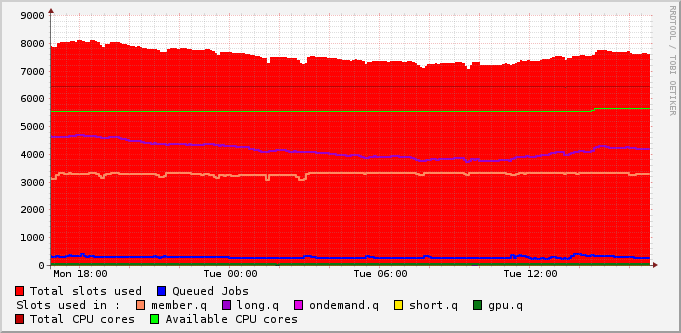 RRDTOOL / TOBI OETIKER
9000
8000
7000
6000
5000
4000
3000
2000
1000
0
Mon 18:00 Tue 00:00 Tue 06:00 Tue 12:00
Total slots used Queued Jobs
Slots used in : member.q long.q ondemand.q short.q gpu.q
Total CPU cores Available CPU cores